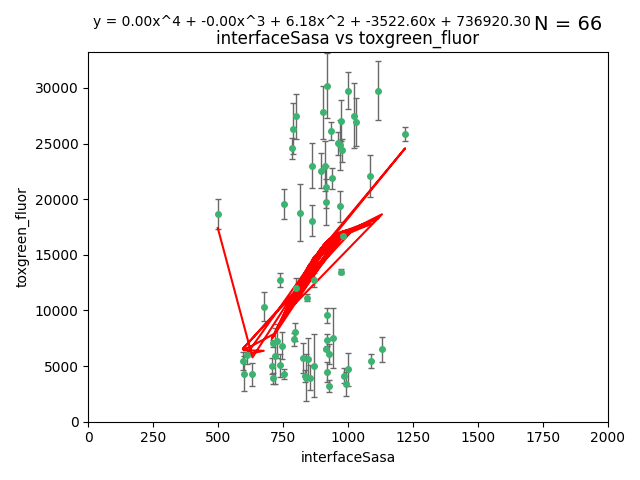 y = 0.00x^4 + -0.00x^3 + 6.18x^2 + -3522.60x + 736920.30
N = 66
interfaceSasa vs toxgreen_fluor
30000
25000
20000
15000
10000
5000
0
toxgreen_fluor
0 250 500 750 1000 1250 1500 1750 2000
interfaceSasa